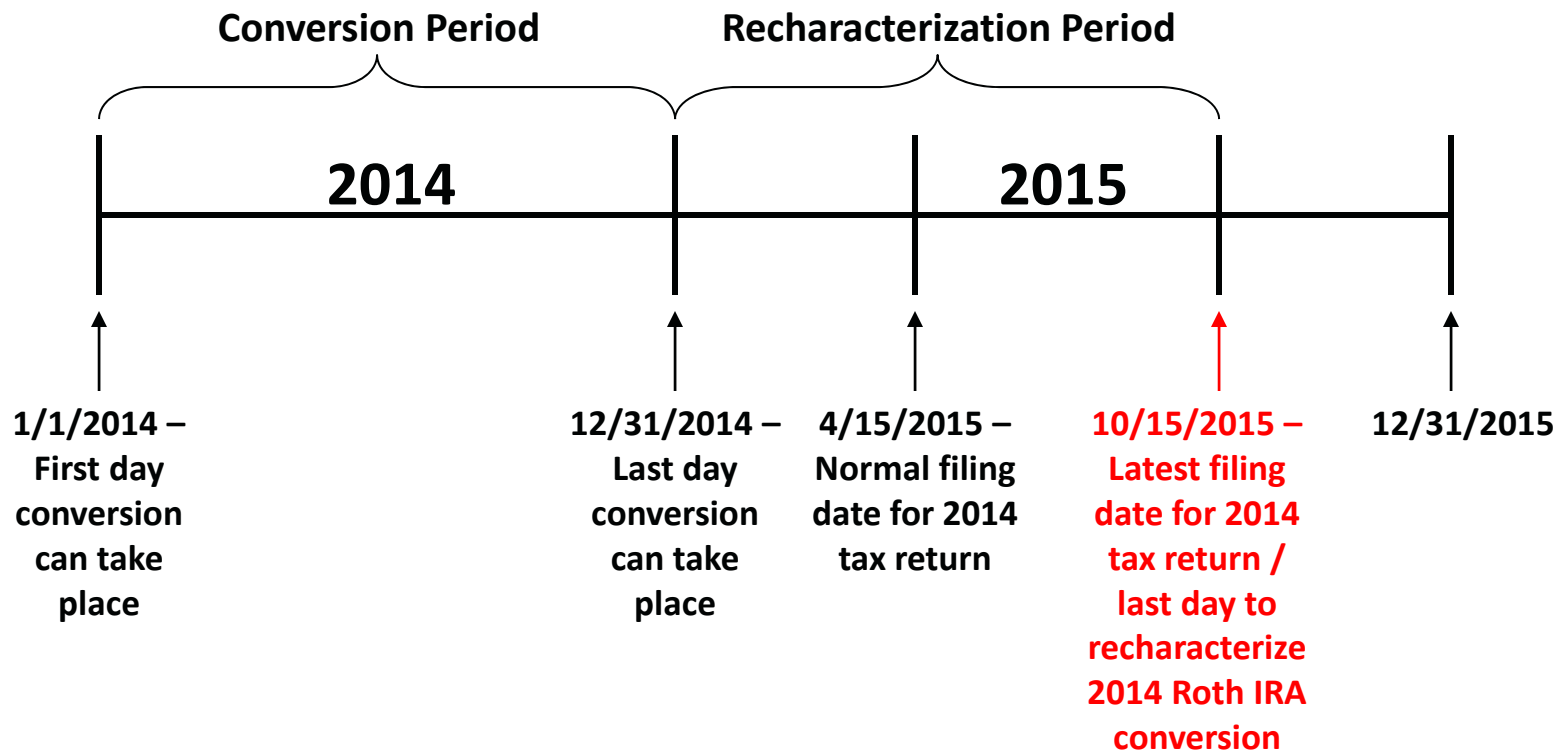 Conversion Period
Recharacterization Period
2014
2015
1/1/2014 –
First day
conversion
can take
place
12/31/2014 –
Last day
conversion
can take
place
4/15/2015 –
Normal filing
date for 2014
tax return
10/15/2015 –
Latest filing
date for 2014
tax return /
last day to
recharacterize
2014 Roth IRA
conversion
12/31/2015